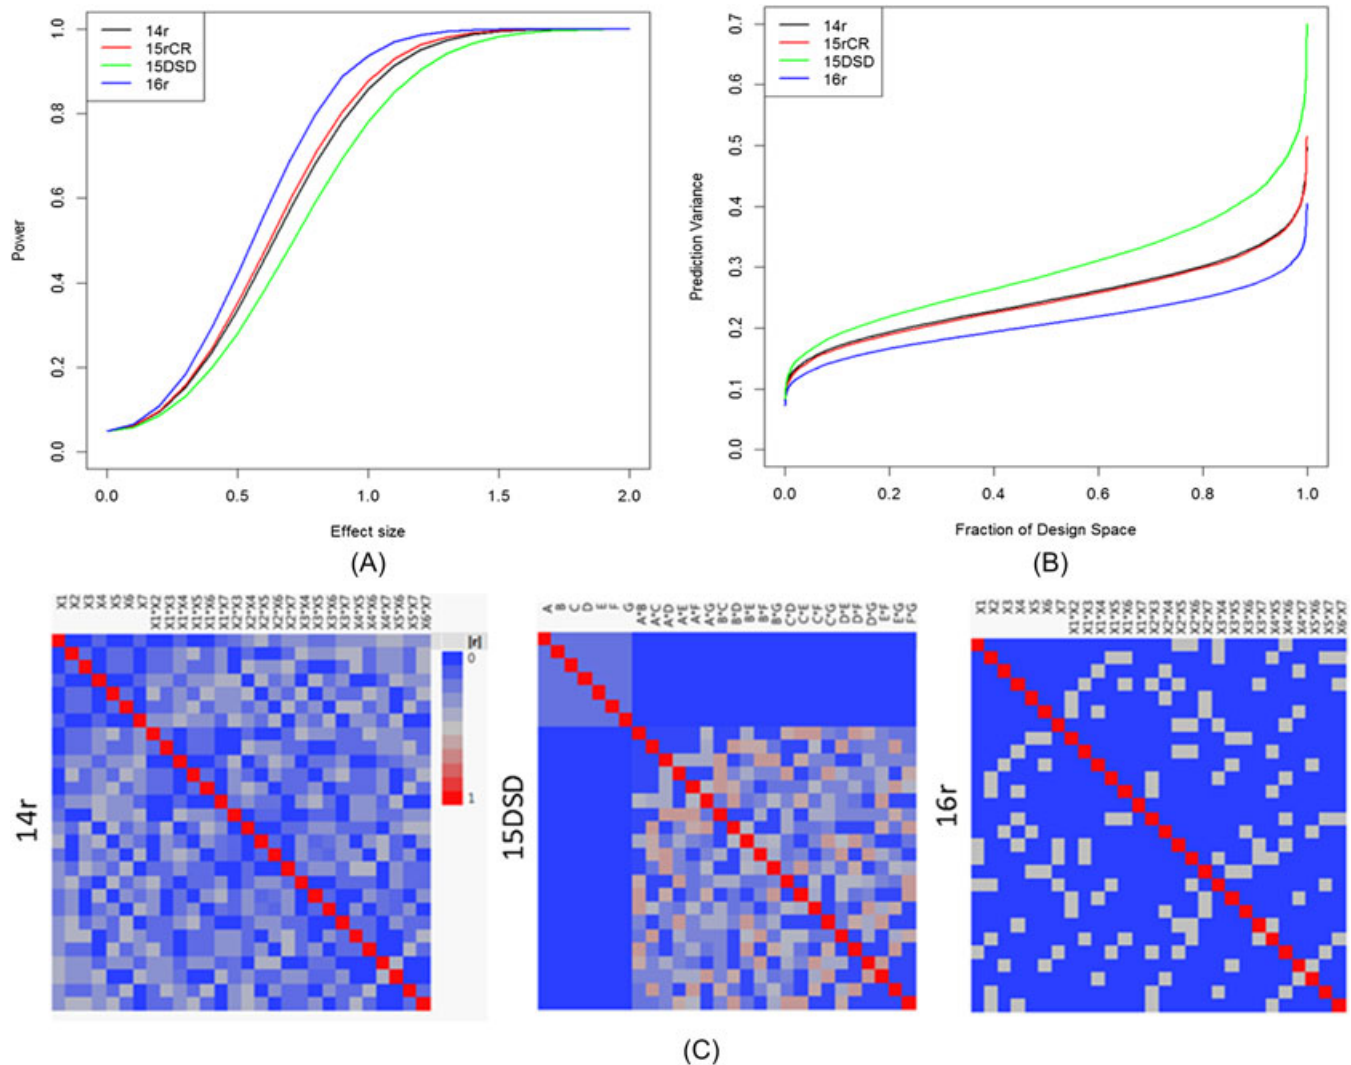 1.0
0.8
0.6
0.4
0.2
0.0
Power
14r
15rCR
15DSD
16r
0.0 0.5 1.0 1.5 2.0
Effect size
(A)
0.7
0.6
0.5
0.4
0.3
0.2
0.1
0.0
Prediction Variance
14r
15rCR
15DSD
16r
0.0 0.2 0.4 0.6 0.8 1.0
Fraction of Design Space
(B)
14r
X1
X2
X3
X4
X5
X6
X7
X1*X2
X1*X3
X1*X4
X1*X5
X1*X6
X1*X7
X2*X3
X2*X4
X2*X5
X2*X6
X2*X7
X3*X4
X3*X5
X3*X6
X3*X7
X4*X5
X4*X6
X4*X7
X5*X6
X5*X7
X6*X7
|r|
0
1
15DSD
A
B
C
D
E
F
G
A*B
A*C
A*D
A*E
A*F
A*G
B*C
B*D
B*E
B*F
B*G
C*D
C*E
C*F
C*G
D*E
D*F
D*G
E*F
E*G
F*G
16r
X1
X2
X3
X4
X5
X6
X7
X1*X2
X1*X3
X1*X4
X1*X5
X1*X6
X1*X7
X2*X3
X2*X4
X2*X5
X2*X6
X2*X7
X3*X4
X3*X5
X3*X6
X3*X7
X4*X5
X4*X6
X4*X7
X5*X6
X5*X7
X6*X7
(C)